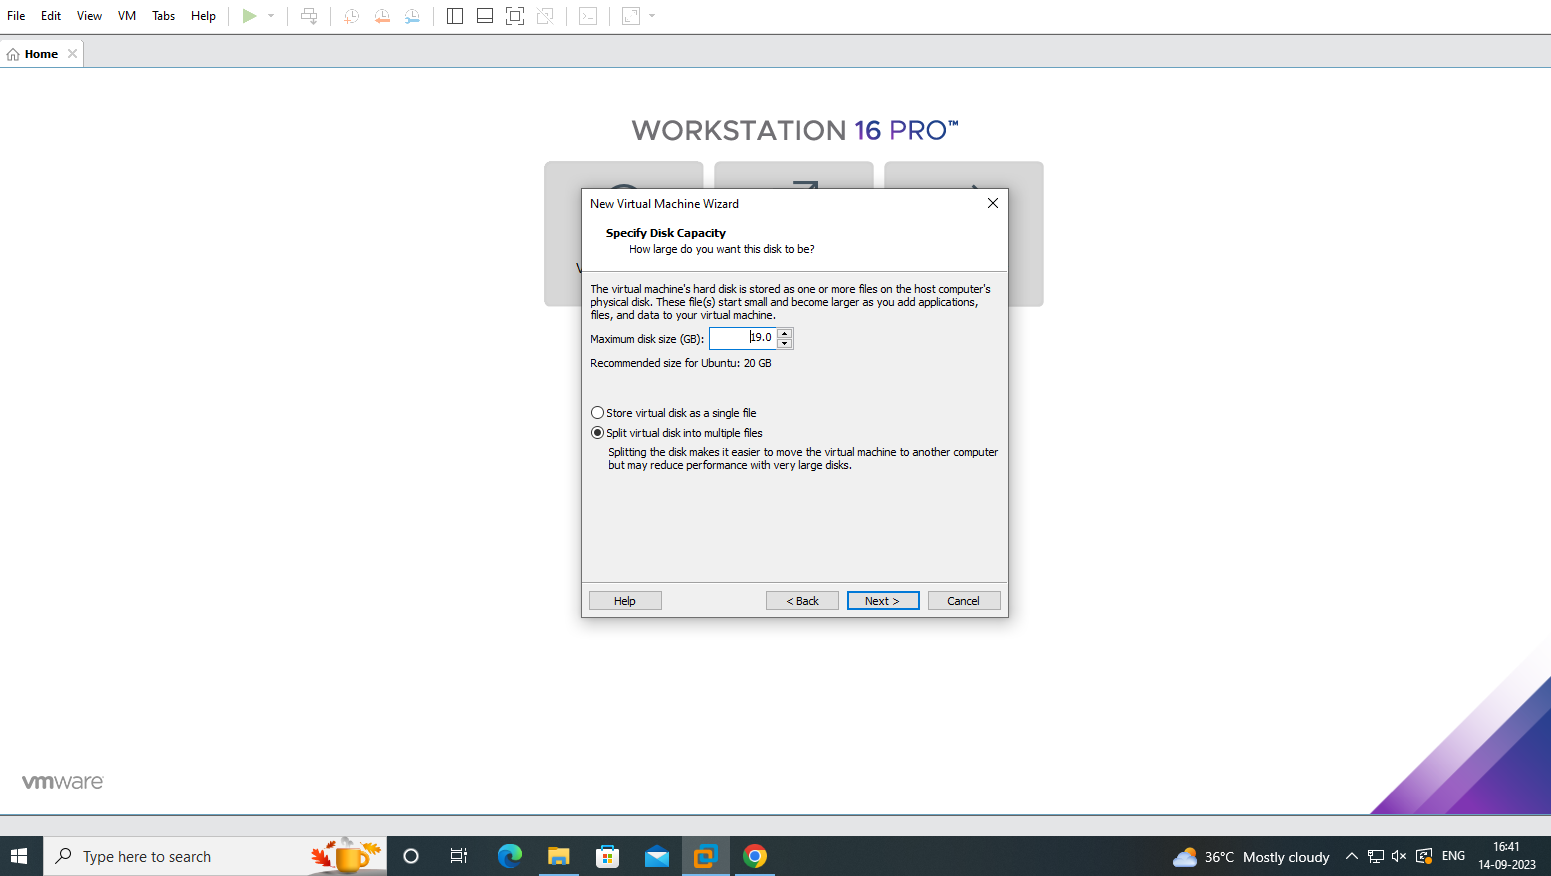 File Edit View VM Tabs Help
Home
WORKSTATION 16 PRO™
New Virtual Machine Wizard
Specify Disk Capacity
How large do you want this disk to be?
The virtual machine's hard disk is stored as one or more files on the host computer's
physical disk. These file(s) start small and become larger as you add applications,
files, and data to your virtual machine.
Maximum disk size (GB): 19.0
Recommended size for Ubuntu: 20 GB
Store virtual disk as a single file
Split virtual disk into multiple files
Splitting the disk makes it easier to move the virtual machine to another computer
but may reduce performance with very large disks.
Help < Back Next > Cancel
vmware
Type here to search
36°C Mostly cloudy
ENG
16:41
14-09-2023